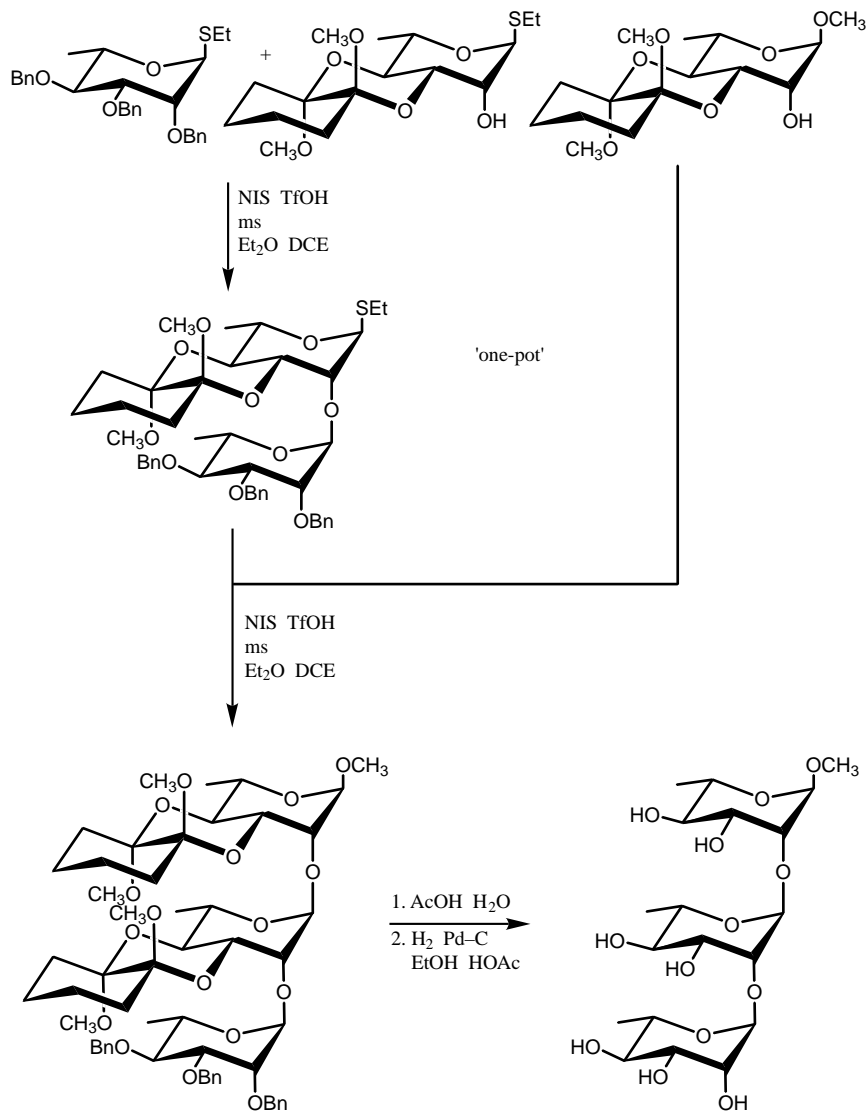 SEt
O
BnO
OBn
OBn
+
CH3O
OCH3
SEt
O
O
O
CH3O
OH
CH3O
OCH3
OCH3
O
O
O
CH3O
OH
NIS TfOH
ms
Et2O DCE
CH3O
SEt
O
O
O
CH3O
O
O
BnO
OBn
OBn
'one-pot'
NIS TfOH
ms
Et2O DCE
CH3O
OCH3
O
O
O
CH3O
O
CH3O
O
O
O
CH3O
O
O
BnO
OBn
OBn
1. AcOH H2O
2. H2 Pd–C
EtOH HOAc
OCH3
O
HO
HO
O
O
HO
HO
O
O
HO
HO
OH